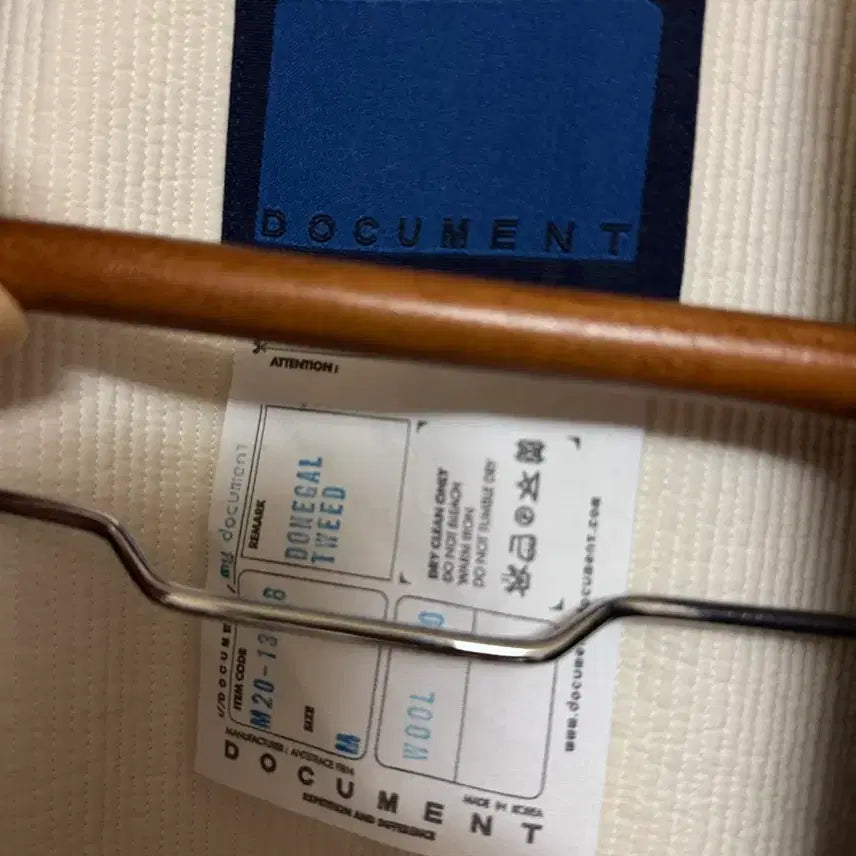 DOCUMENT
ATTENTION:
my document
REMARK
DONEGAL
TWEED
DRY CLEAN ONLY
DO NOT BLEACH
WARM IRON
DO NOT TUMBLE DRY
ITEM CODE
M20-13
SIZE
M
WOOL
MADE IN KOREA
DOCUMENT
REPETITION AND DIFFERENCE
www.document.com